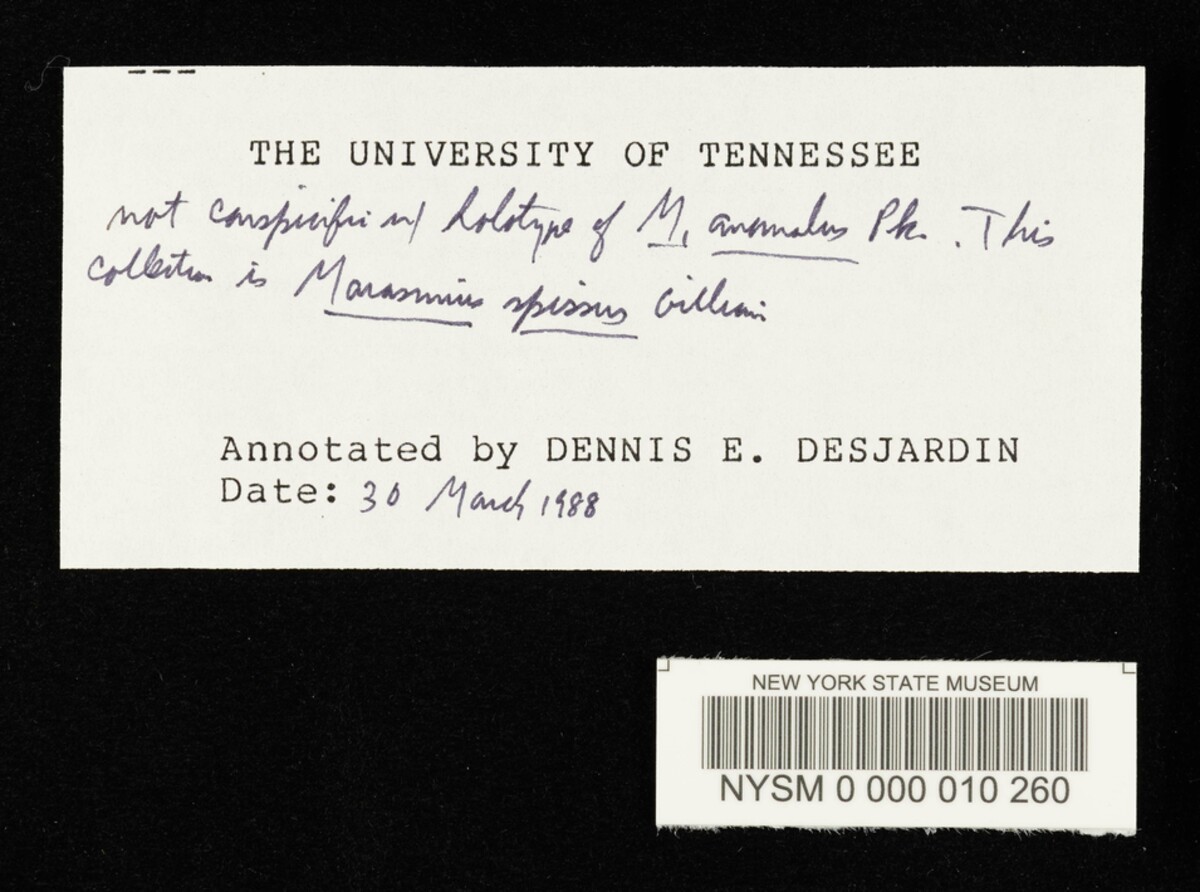 THE UNIVERSITY OF TENNESSEE
not conspicific w/ holotype of M. anomalus Pk. This
collection is Marasmius spissus Gilliam
Annotated by DENNIS E. DESJARDIN
Date: 30 March 1988
NEW YORK STATE MUSEUM
NYSM 0 000 010 260